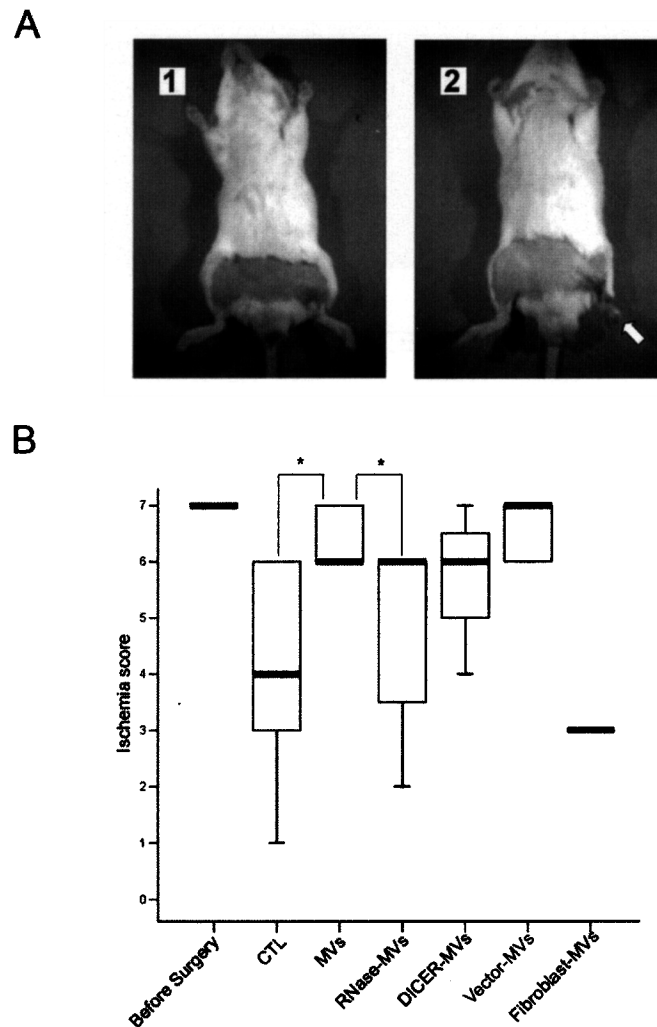 A
1
2
B
* *
7
6
5
4
3
2
1
0
Ischemia score
Before Surgery
CTL
MVs
RNase-MVs
DICER-MVs
Vector-MVs
Fibroblast-MVs